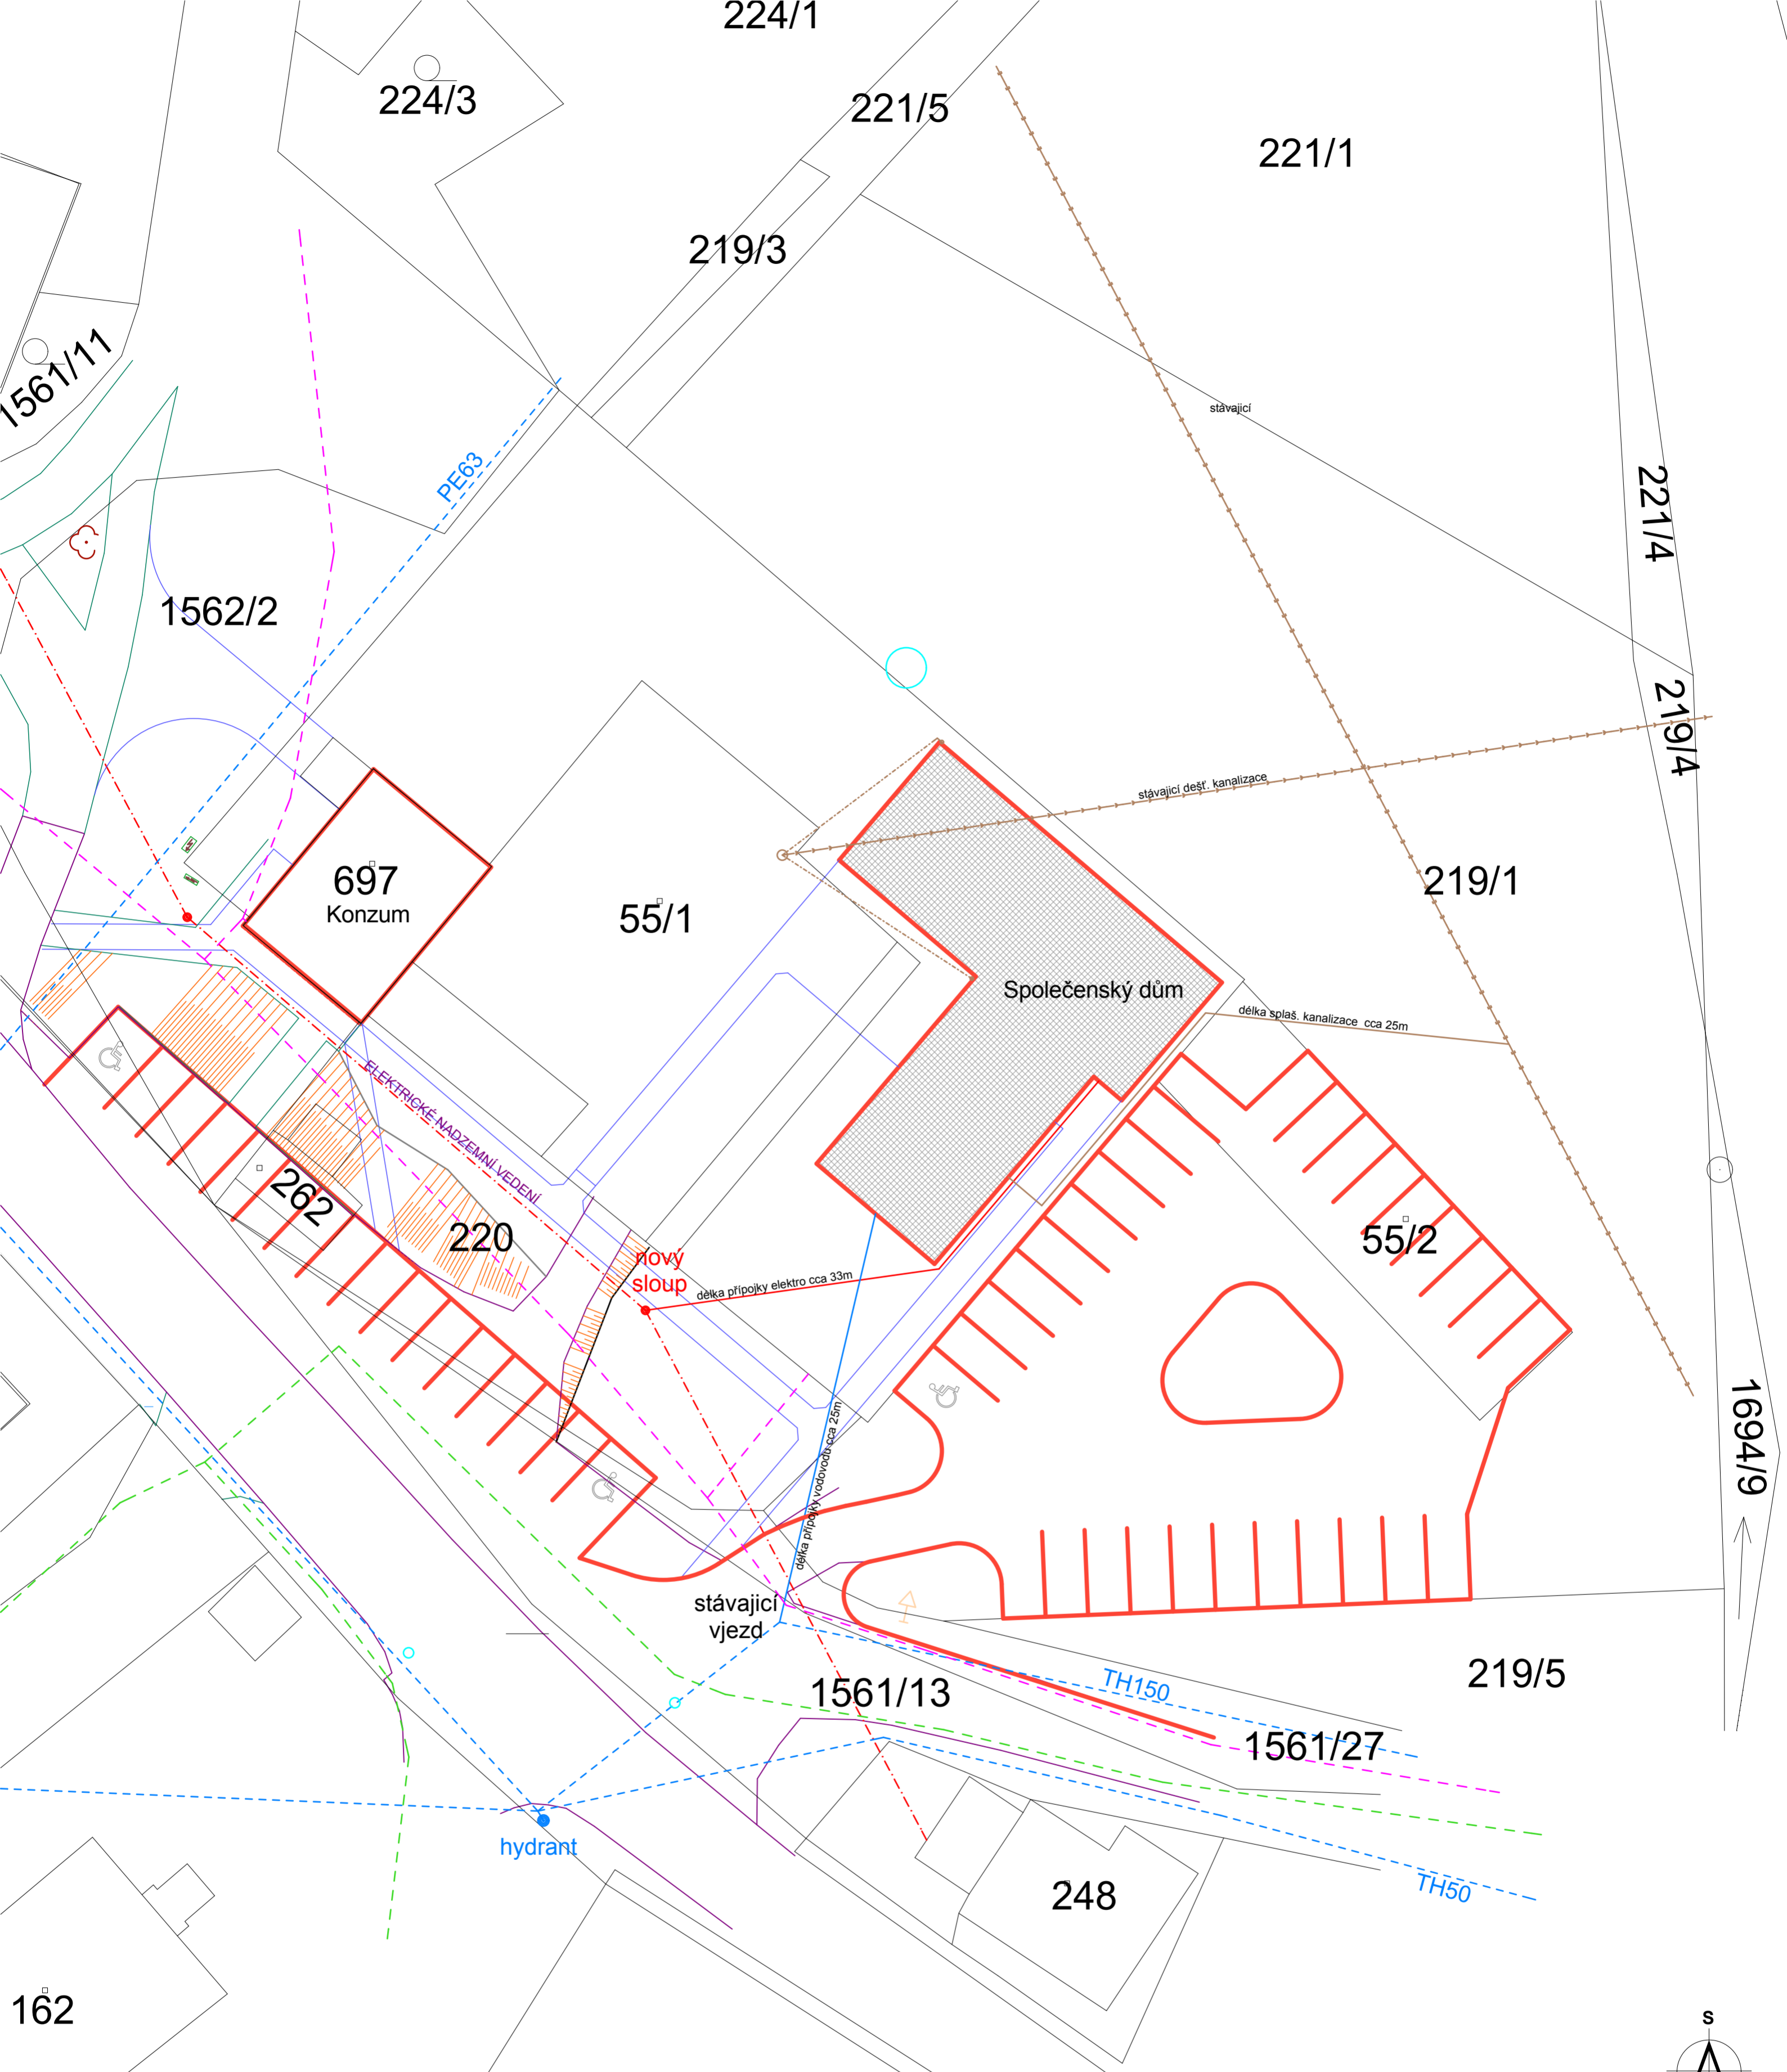 224/1
224/3
221/5
221/1
219/3
1561/11
stávající
PE63
221/4
1562/2
219/4
stávající dešť. kanalizace
697
Konzum
55/1
219/1
Společenský dům
délka splaš. kanalizace cca 25m
ELEKTRICKÉ NADZEMNÍ VEDENÍ
262
220
55/2
nový
sloup
délka přípojky elektro cca 33m
délka přípojky vodovodu cca 25m
1694/9
stávající
vjezd
1561/13
TH150
219/5
1561/27
hydrant
248
TH50
162
S